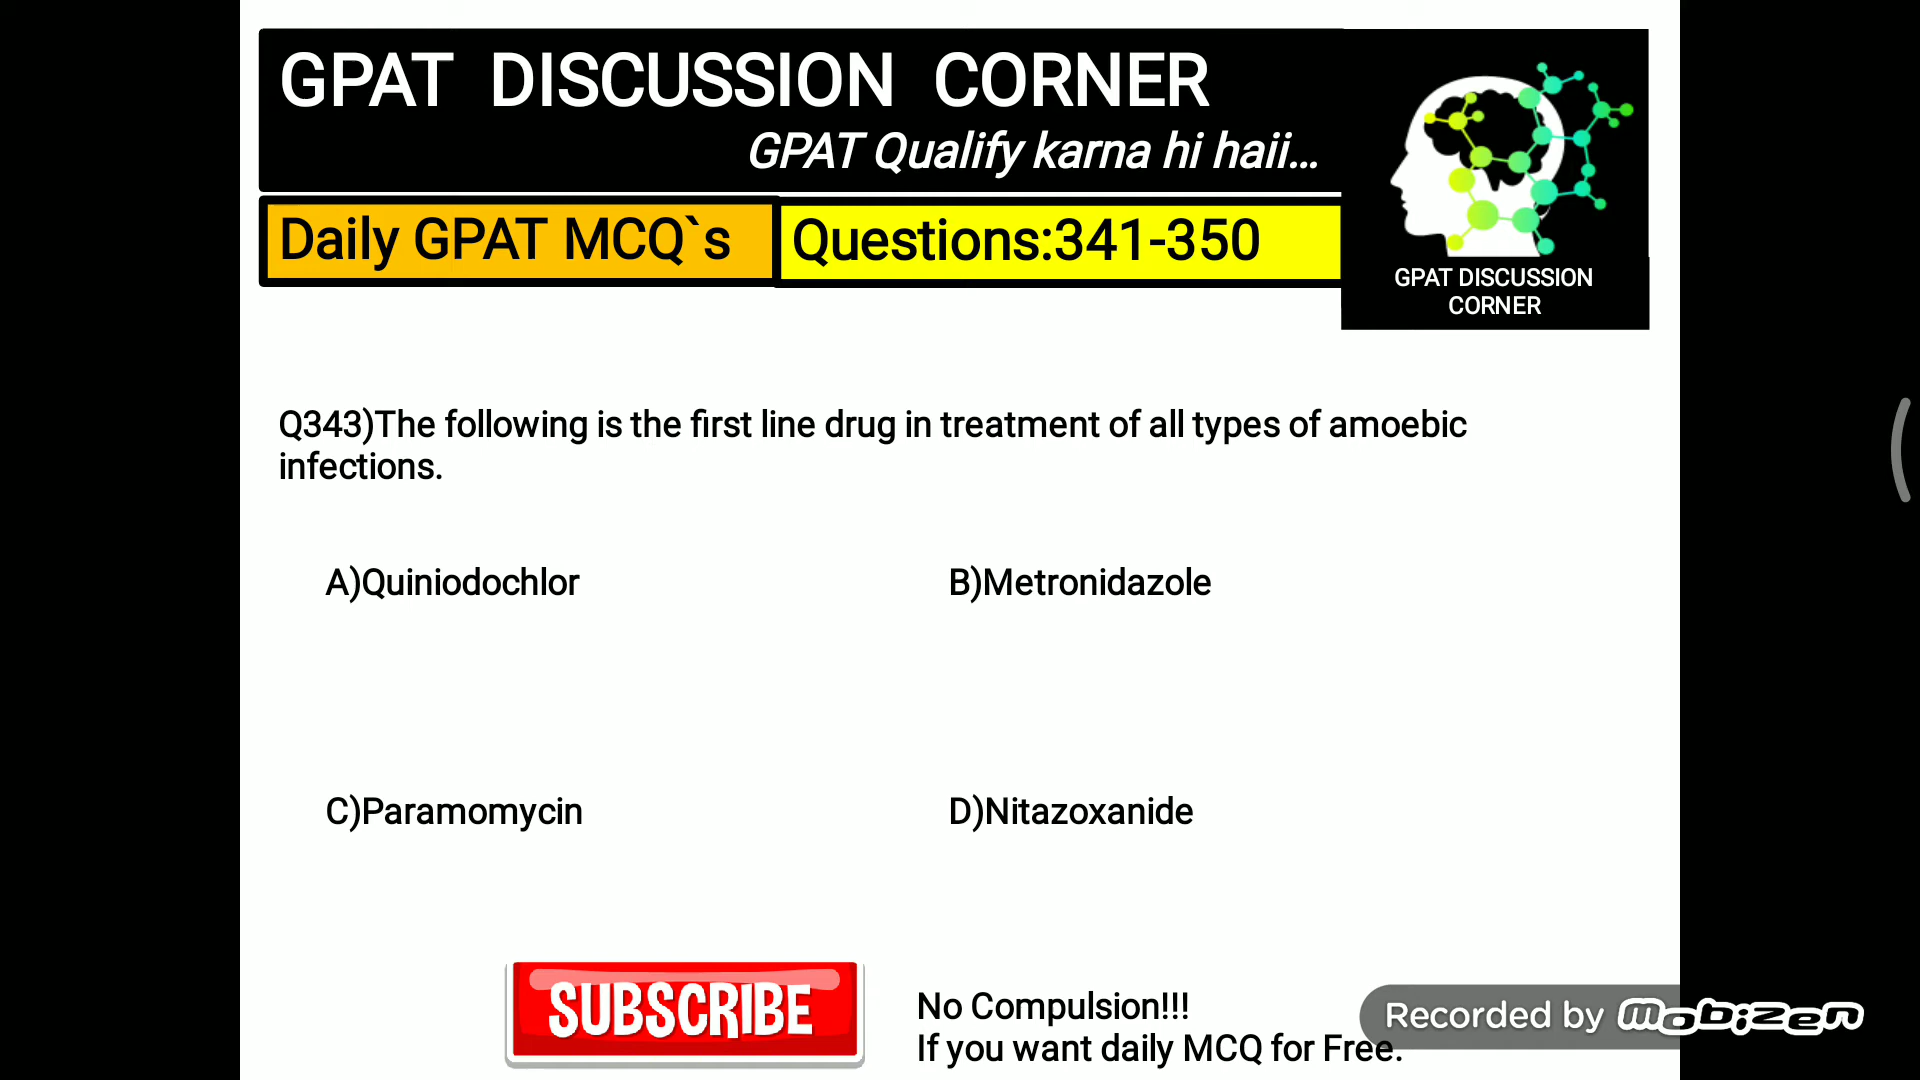 GPAT DISCUSSION CORNER
GPAT Qualify karna hi haii...
Daily GPAT MCQ`s
Questions:341-350
GPAT DISCUSSION
CORNER
Q343)The following is the first line drug in treatment of all types of amoebic
infections.
A)Quiniodochlor
B)Metronidazole
C)Paramomycin
D)Nitazoxanide
SUBSCRIBE
No Compulsion!!!
If you want daily MCQ for Free.
Recorded by mobizen